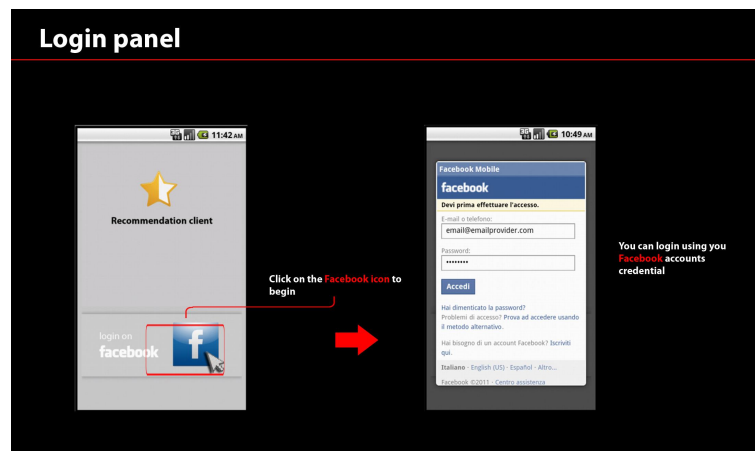 Login panel
11:42 AM
Recommendation client
login on
facebook
Click on the Facebook icon to
begin
10:49 AM
Facebook Mobile
facebook
Devi prima effettuare l'accesso.
E-mail o telefono:
email@emailprovider.com
Password:
••••••••
Accedi
Hai dimenticato la password?
Problemi di accesso? Prova ad accedere usando
il metodo alternativo.
Hai bisogno di un account Facebook? Iscriviti
qui.
Italiano · English (US) · Español · Altro...
Facebook ©2011 · Centro assistenza
You can login using you
Facebook accounts
credential